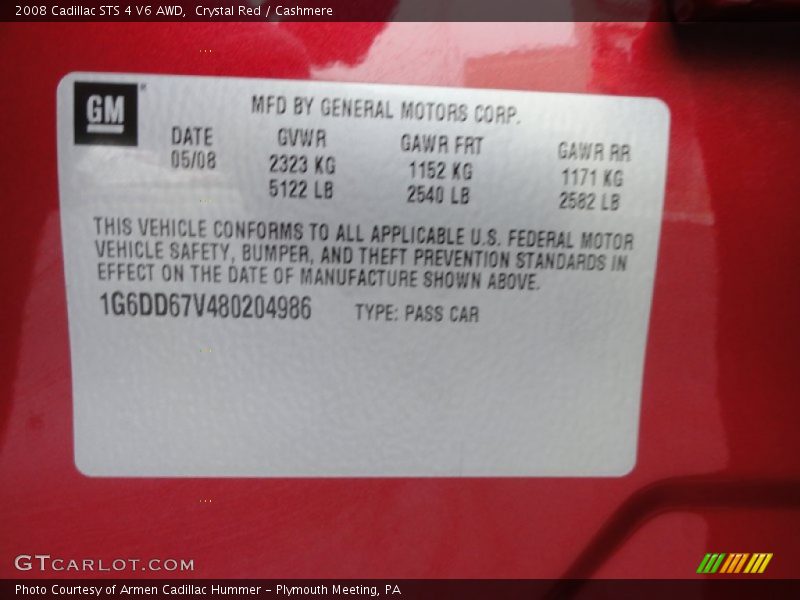 2008 Cadillac STS 4 V6 AWD,  Crystal Red / Cashmere
GM
MFD BY GENERAL MOTORS CORP.
DATE GVWR GAWR FRT GAWR RR
05/08 2323 KG 1152 KG 1171 KG
5122 LB 2540 LB 2582 LB
THIS VEHICLE CONFORMS TO ALL APPLICABLE U.S. FEDERAL MOTOR
VEHICLE SAFETY, BUMPER, AND THEFT PREVENTION STANDARDS IN
EFFECT ON THE DATE OF MANUFACTURE SHOWN ABOVE.
1G6DD67V480204986 TYPE: PASS CAR
GTCARLOT.COM
Photo Courtesy of Armen Cadillac Hummer - Plymouth Meeting, PA